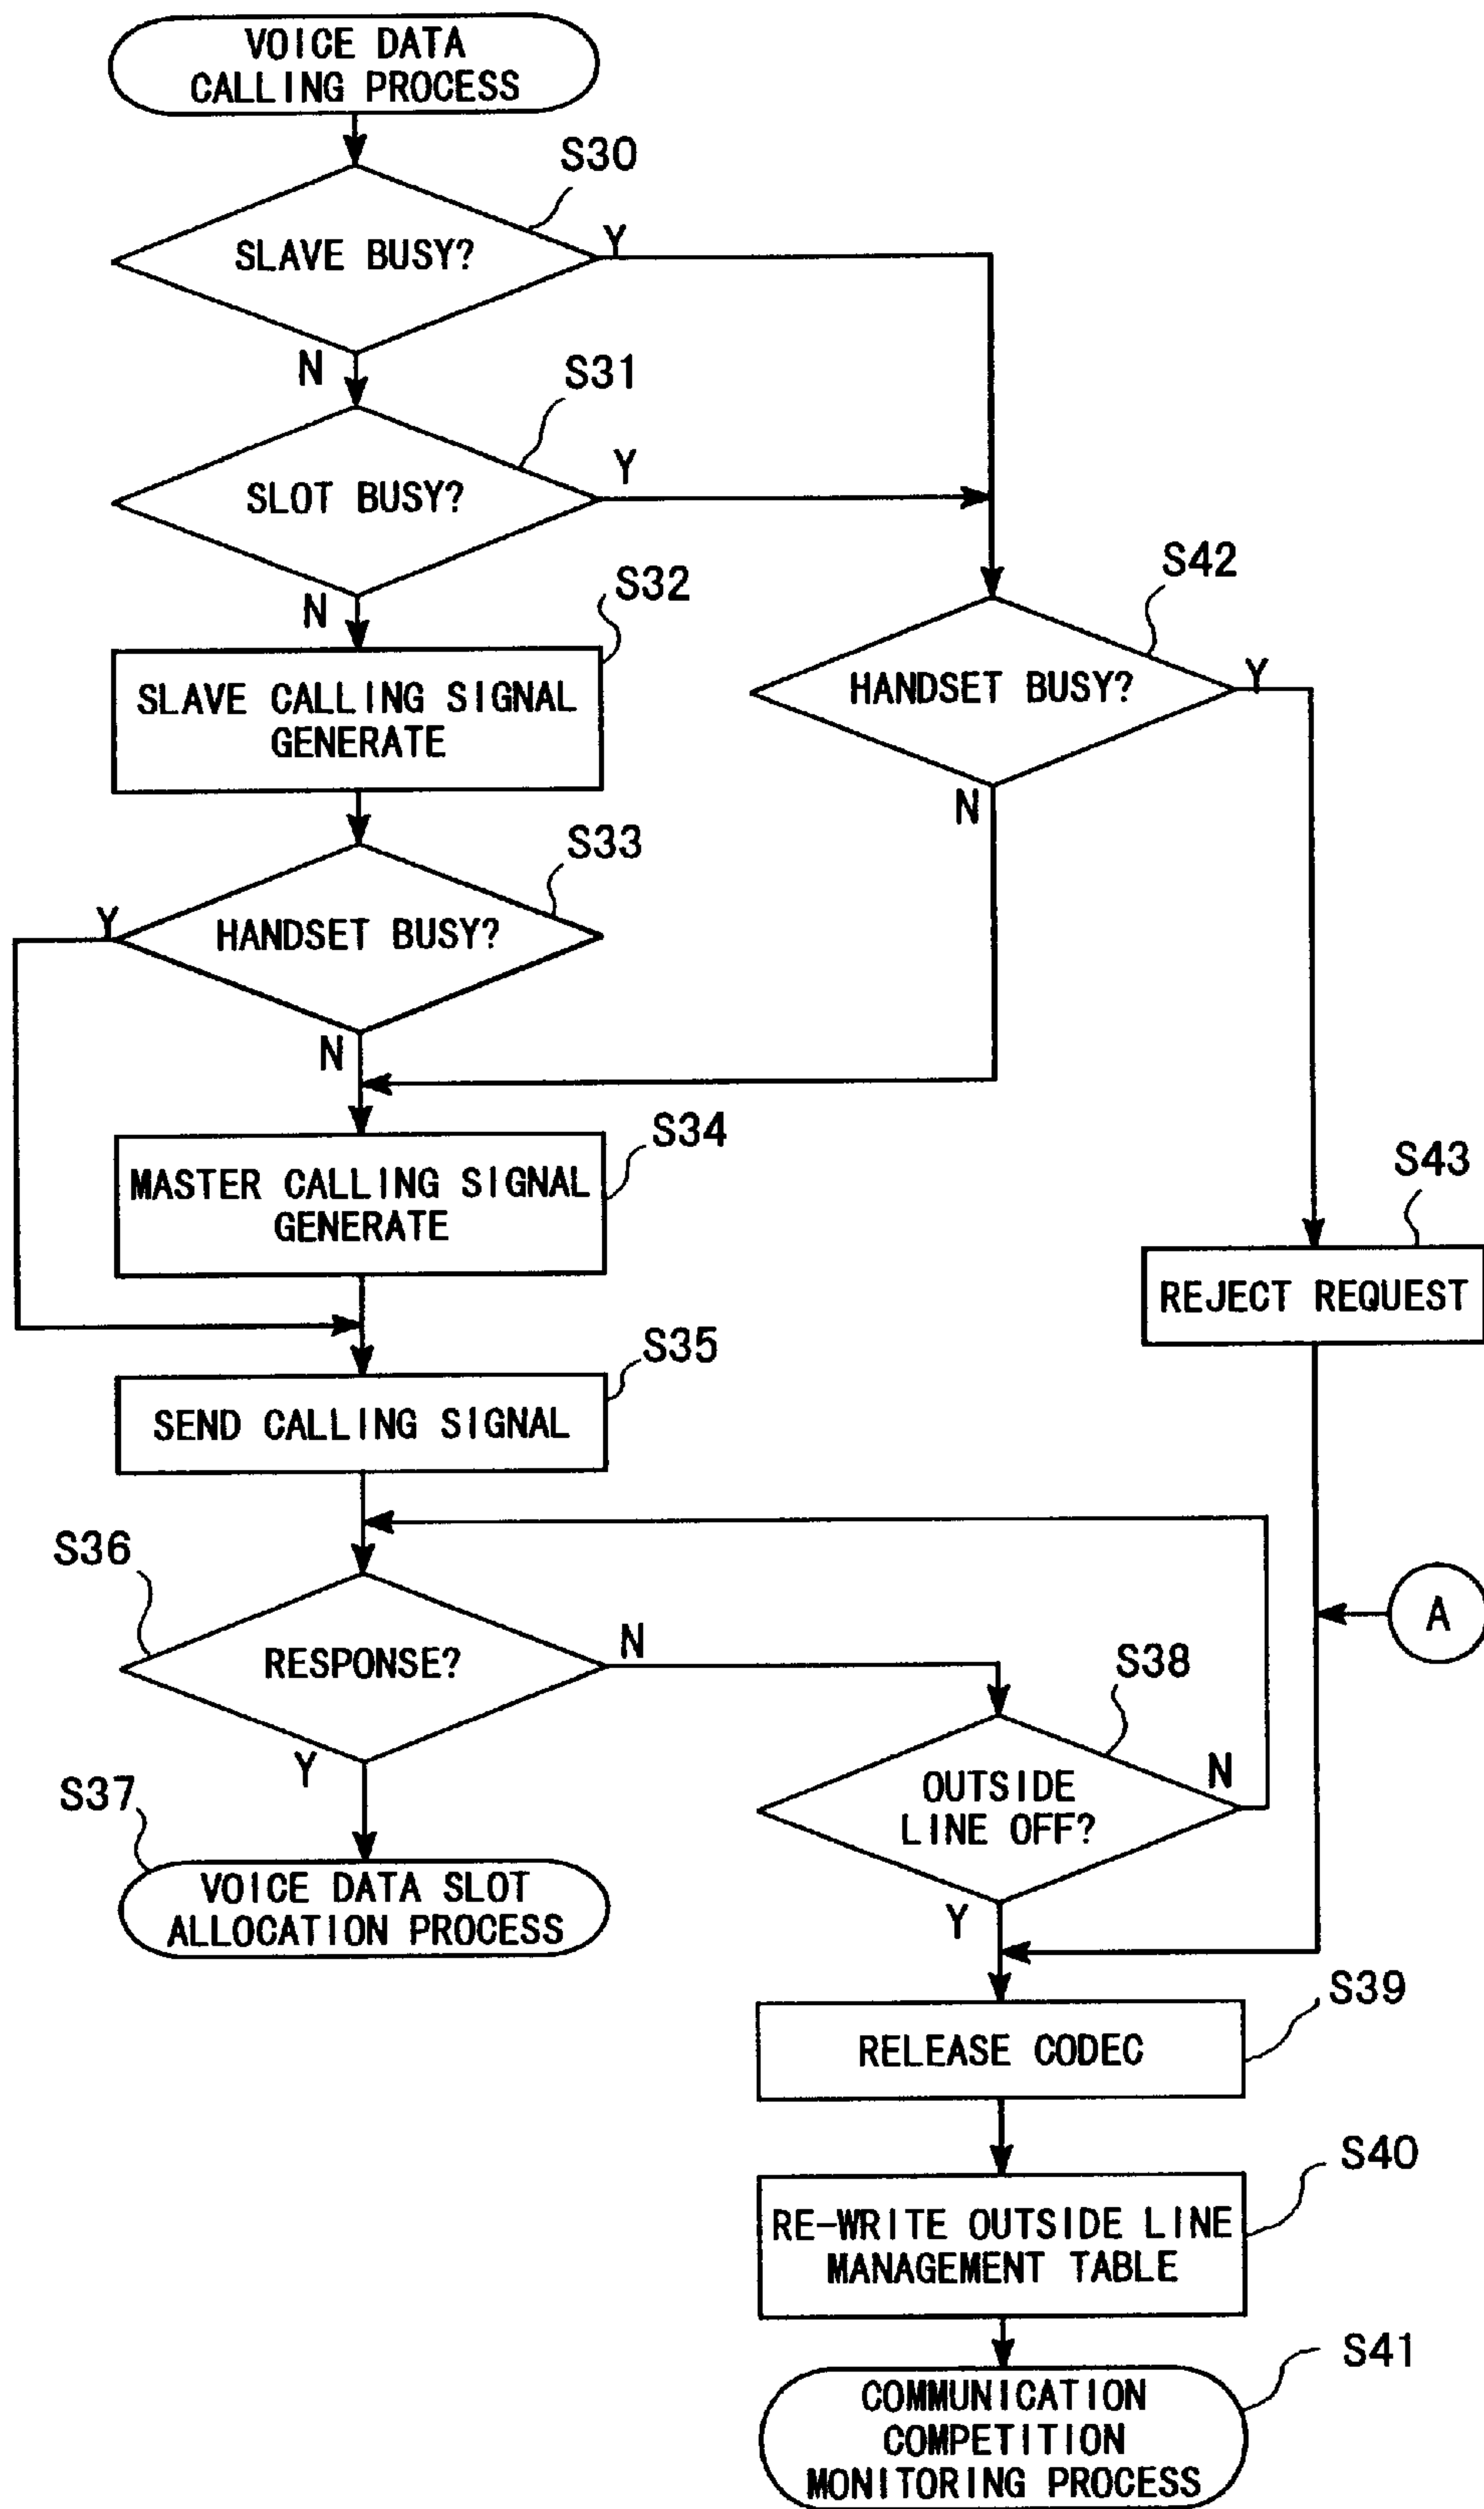 VOICE DATA
CALLING PROCESS
S30
SLAVE BUSY?
Y
N
S31
SLOT BUSY?
Y
N
S32
SLAVE CALLING SIGNAL
GENERATE
S42
HANDSET BUSY?
Y
N
S33
HANDSET BUSY?
Y
N
S34
MASTER CALLING SIGNAL
GENERATE
S43
REJECT REQUEST
S35
SEND CALLING SIGNAL
S36
RESPONSE?
N
Y
A
S38
OUTSIDE
LINE OFF?
N
Y
S37
VOICE DATA SLOT
ALLOCATION PROCESS
S39
RELEASE CODEC
S40
RE-WRITE OUTSIDE LINE
MANAGEMENT TABLE
S41
COMMUNICATION
COMPETITION
MONITORING PROCESS